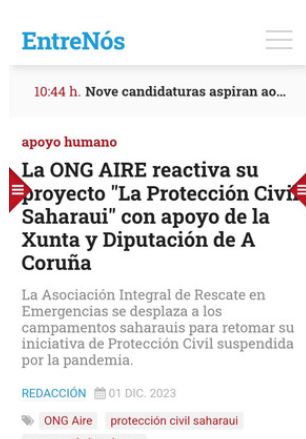 EntreNós
10:44 h. Nove candidaturas aspiran ao...
apoyo humano
La ONG AIRE reactiva su
proyecto "La Protección Civil
Saharaui" con apoyo de la
Xunta y Diputación de A
Coruña
La Asociación Integral de Rescate en
Emergencias se desplaza a los
campamentos saharauis para retomar su
iniciativa de Protección Civil suspendida
por la pandemia.
REDACCIÓN 01 DIC. 2023
ONG Aire protección civil saharaui